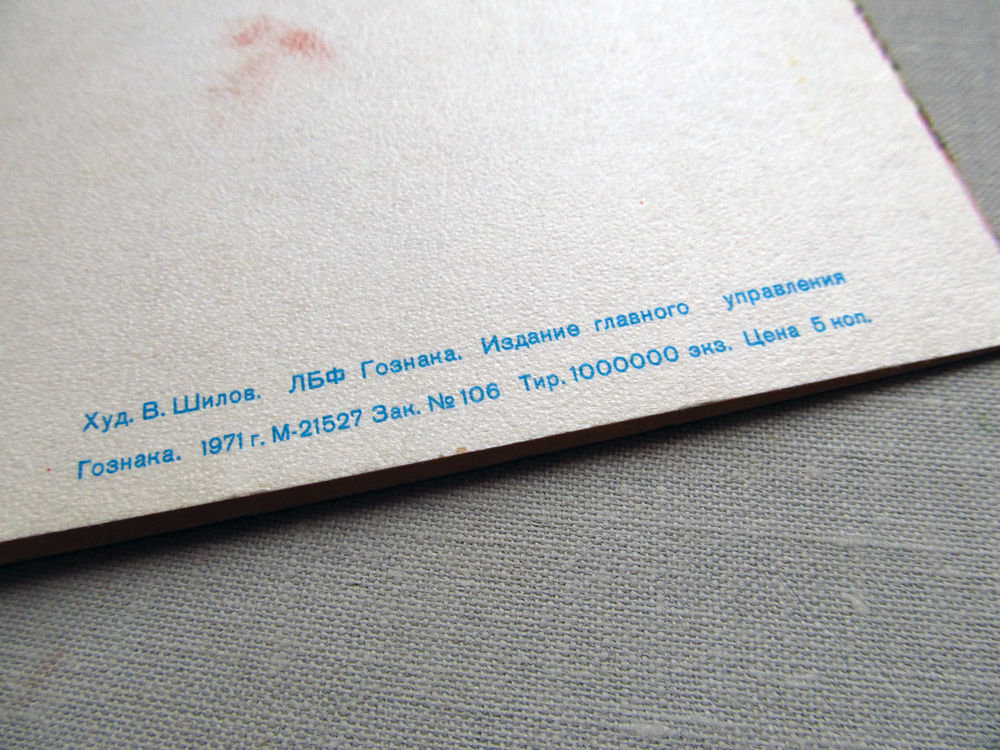 Худ. В. Шилов. ЛБФ Гознака. Издание главного управления
Гознака. 1971 г. М-21527 Зак. № 106 Тир. 1000000 экз. Цена 5 коп.